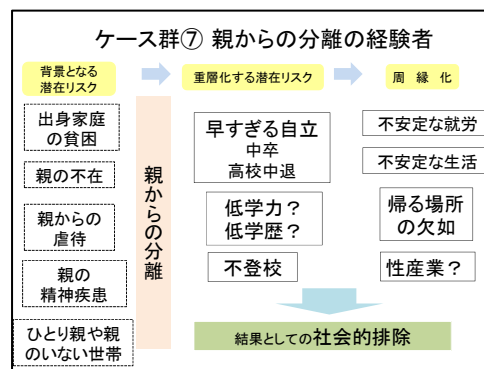 ケース群⑦ 親からの分離の経験者
背景となる
潜在リスク
重層化する潜在リスク
周縁化
出身家庭
の貧困
親の不在
親からの
虐待
親の
精神疾患
ひとり親や親
のいない世帯
親からの分離
早すぎる自立
中卒
高校中退
低学力？
低学歴？
不登校
不安定な就労
不安定な生活
帰る場所
の欠如
性産業？
結果としての社会的排除